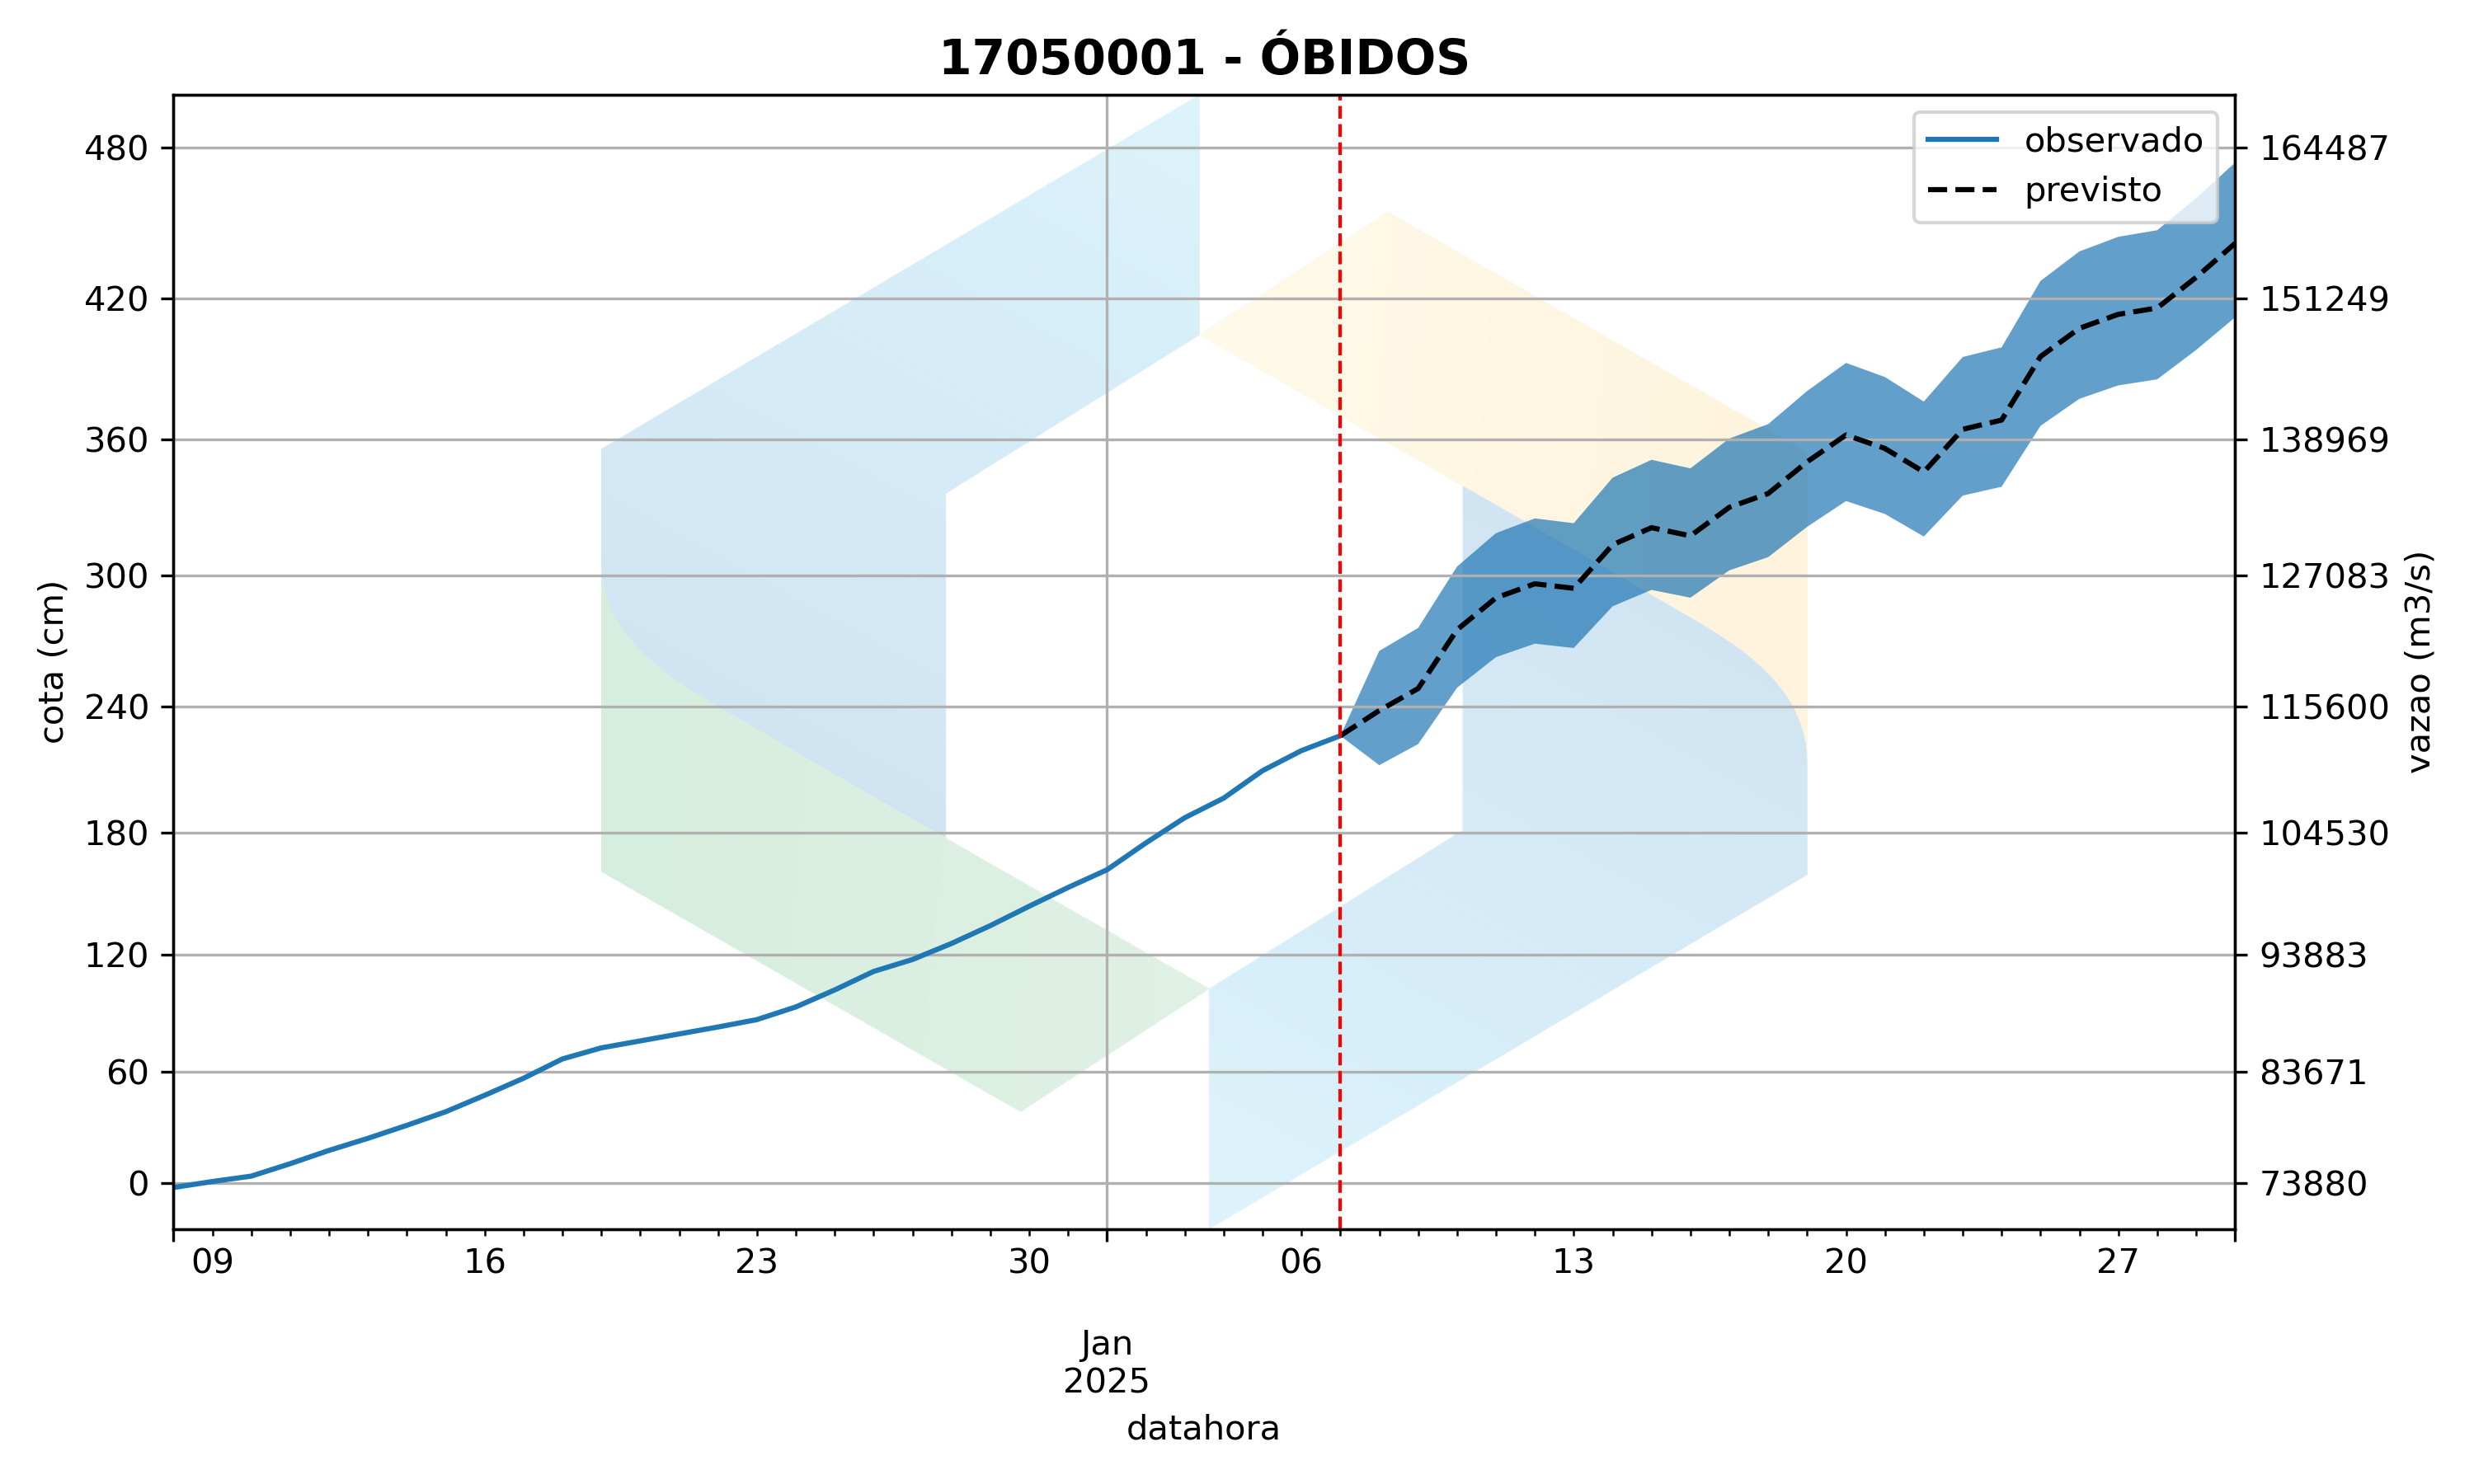 17050001 - ÓBIDOS
observado
previsto
480
420
360
300
240
180
120
60
0
cota (cm)
164487
151249
138969
127083
115600
104530
93883
83671
73880
vazao (m3/s)
09 16 23 30 06 13 20 27
Jan
2025
datahora